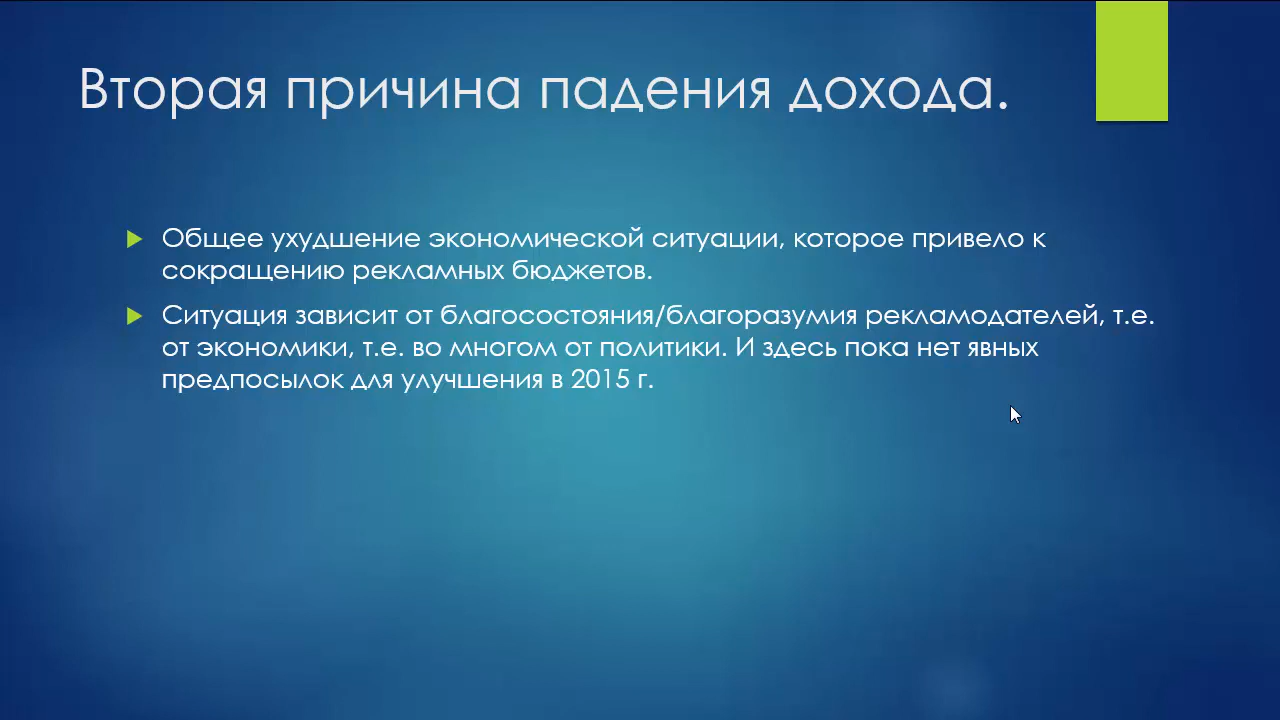 Вторая причина падения дохода.
Общее ухудшение экономической ситуации, которое привело к
сокращению рекламных бюджетов.
Ситуация зависит от благосостояния/благоразумия рекламодателей, т.е.
от экономики, т.е. во многом от политики. И здесь пока нет явных
предпосылок для улучшения в 2015 г.